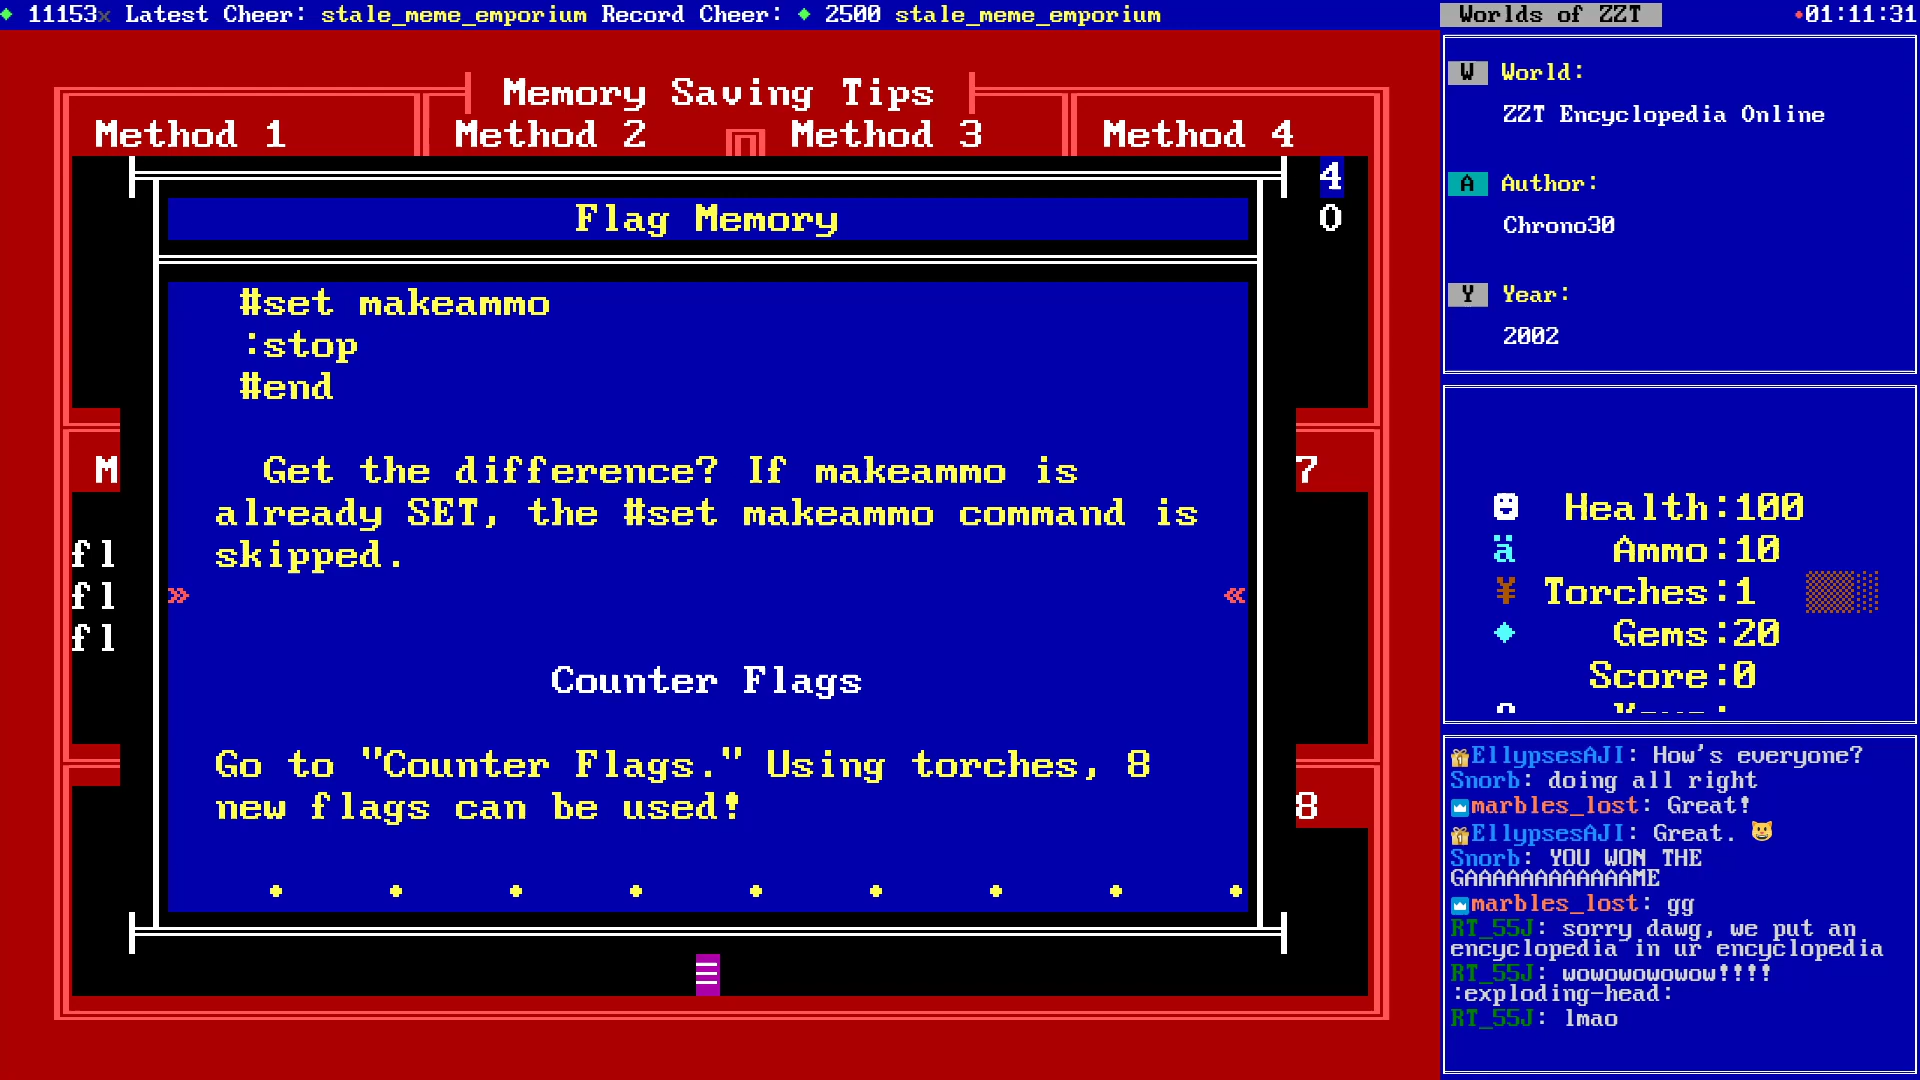 11153x Latest Cheer: stale_meme_emporium Record Cheer: 2500 stale_meme_emporium
Worlds of ZZT
01:11:31
Memory Saving Tips
Method 1
Method 2
Method 3
Method 4
4
0
Flag Memory
#set makeammo
:stop
#end
Get the difference? If makeammo is
already SET, the #set makeammo command is
skipped.
» «
Counter Flags
Go to "Counter Flags." Using torches, 8
new flags can be used!
M
7
fl
fl
fl
8
W World:
ZZT Encyclopedia Online
A Author:
Chrono30
Y Year:
2002
Health:100
ä Ammo:10
¥ Torches:1
Gems:20
Score:0
EllypsesAJI: How's everyone?
Snorb: doing all right
marbles_lost: Great!
EllypsesAJI: Great.
Snorb: YOU WON THE
GAAAAAAAAAAAAME
marbles_lost: gg
RT_55J: sorry dawg, we put an
encyclopedia in ur encyclopedia
RT_55J: wowowowowow!!!!
:exploding-head:
RT_55J: lmao